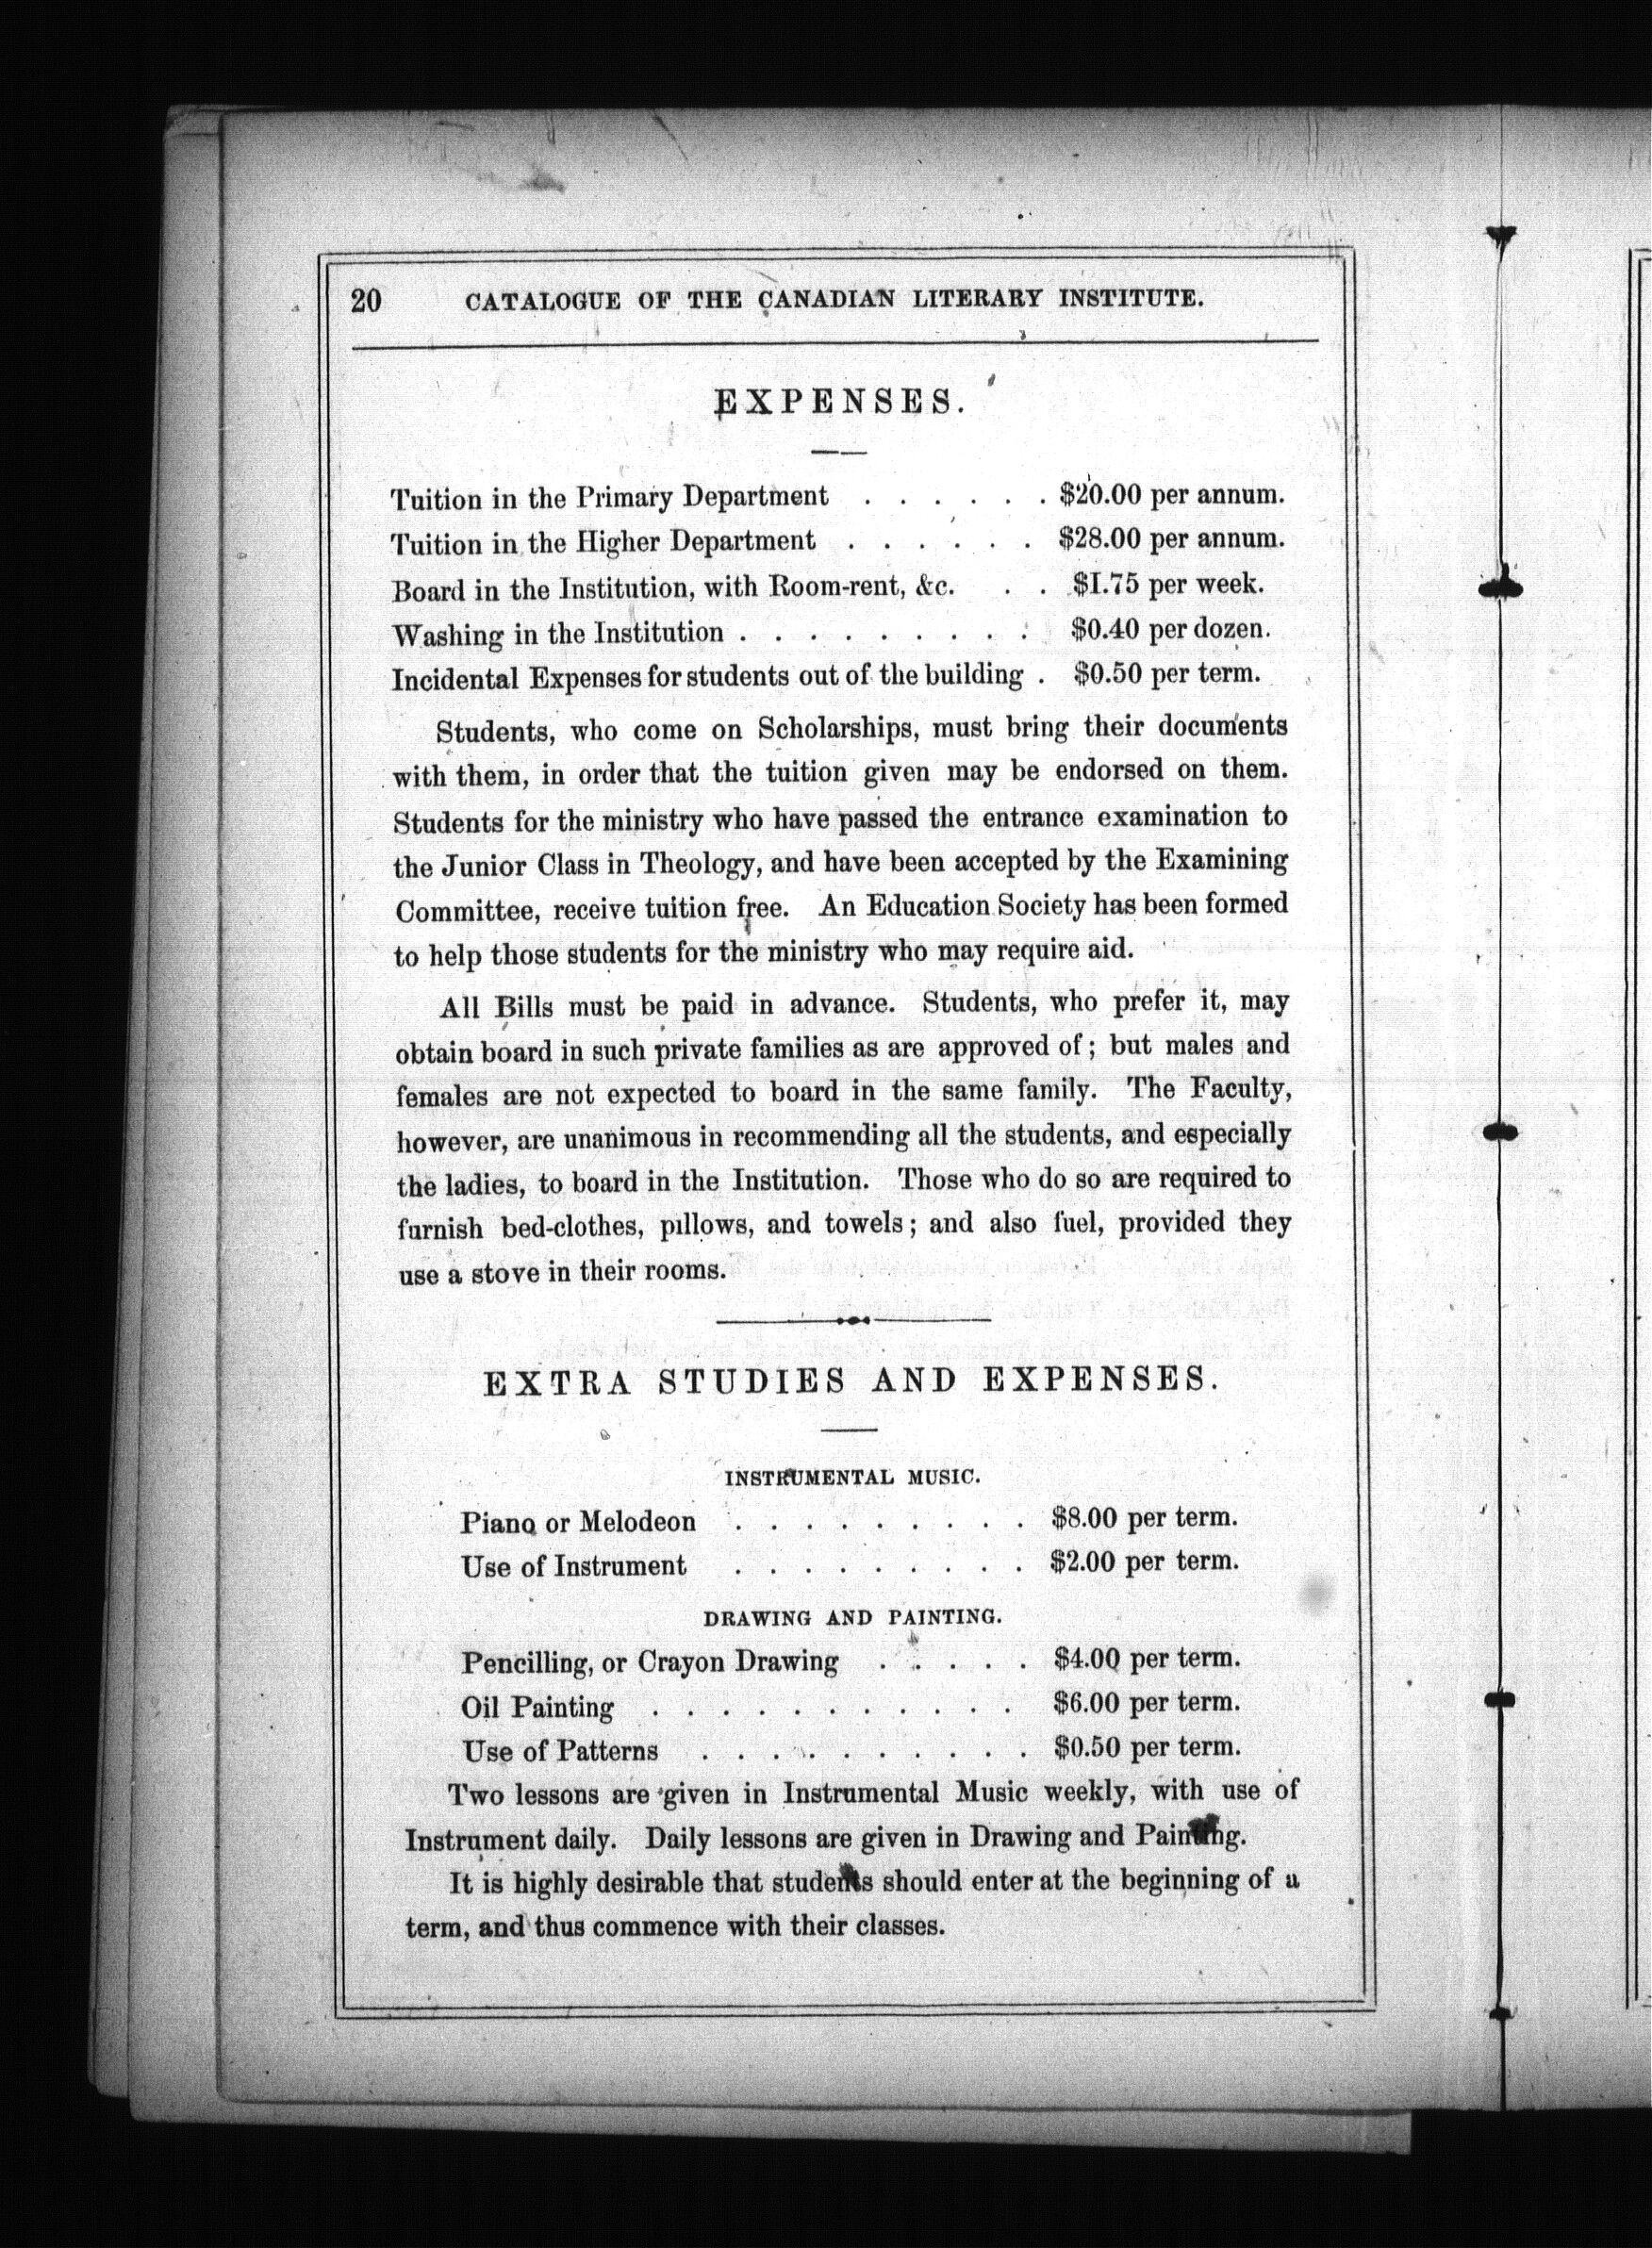 20 CATALOGUE OF THE CANADIAN LITERARY INSTITUTE.
EXPENSES.
Tuition in the Primary Department . . . . . . $20.00 per annum.
Tuition in the Higher Department . . . . . . $28.00 per annum.
Board in the Institution, with Room-rent, &c. . . $1.75 per week.
Washing in the Institution . . . . . . . . . $0.40 per dozen.
Incidental Expenses for students out of the building . $0.50 per term.
Students, who come on Scholarships, must bring their documents
with them, in order that the tuition given may be endorsed on them.
Students for the ministry who have passed the entrance examination to
the Junior Class in Theology, and have been accepted by the Examining
Committee, receive tuition free. An Education Society has been formed
to help those students for the ministry who may require aid.
All Bills must be paid in advance. Students, who prefer it, may
obtain board in such private families as are approved of; but males and
females are not expected to board in the same family. The Faculty,
however, are unanimous in recommending all the students, and especially
the ladies, to board in the Institution. Those who do so are required to
furnish bed-clothes, pillows, and towels; and also fuel, provided they
use a stove in their rooms.
EXTRA STUDIES AND EXPENSES.
INSTRUMENTAL MUSIC.
Piano or Melodeon . . . . . . . . . $8.00 per term.
Use of Instrument . . . . . . . . . $2.00 per term.
DRAWING AND PAINTING.
Pencilling, or Crayon Drawing . . . . . $4.00 per term.
Oil Painting . . . . . . . . . . . $6.00 per term.
Use of Patterns . . . . . . . . . . $0.50 per term.
Two lessons are given in Instrumental Music weekly, with use of
Instrument daily. Daily lessons are given in Drawing and Painting.
It is highly desirable that students should enter at the beginning of a
term, and thus commence with their classes.